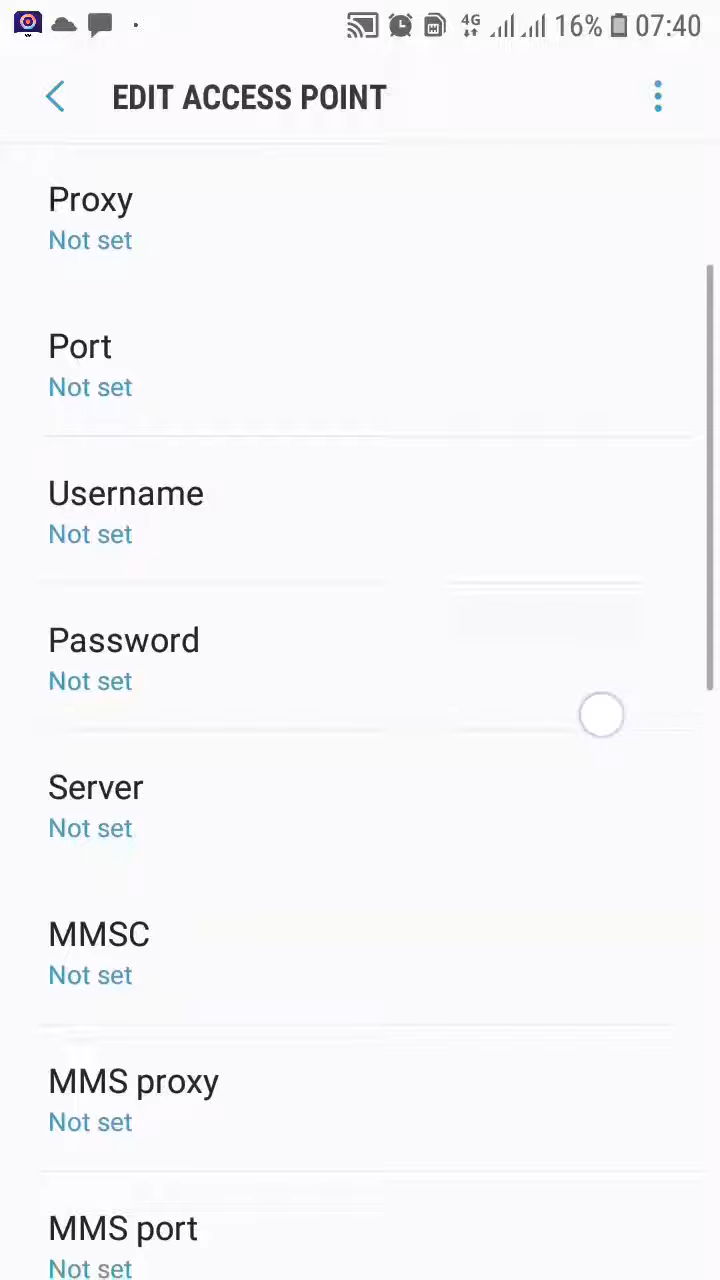 4G
16%
07:40
EDIT ACCESS POINT
Proxy
Not set
Port
Not set
Username
Not set
Password
Not set
Server
Not set
MMSC
Not set
MMS proxy
Not set
MMS port
Not set